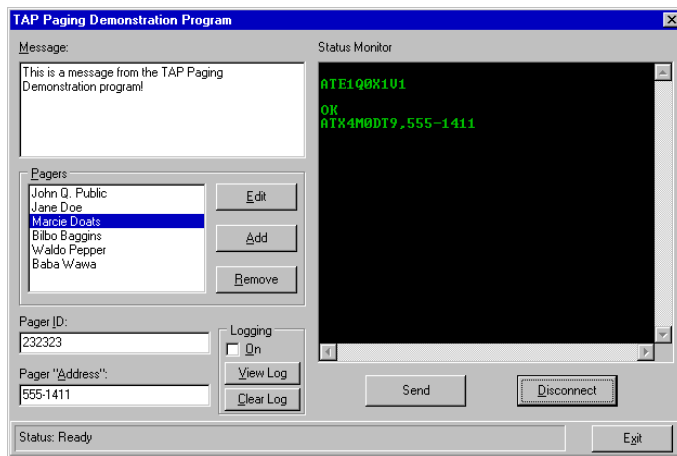 TAP Paging Demonstration Program
Message:
This is a message from the TAP Paging
Demonstration program!
Pagers
John Q. Public
Jane Doe
Marcie Doats
Bilbo Baggins
Waldo Pepper
Baba Wawa
Edit
Add
Remove
Pager ID:
232323
Pager "Address":
555-1411
Logging
On
View Log
Clear Log
Status Monitor
ATE1Q0X1V1
OK
ATX4M0DT9,555-1411
Send
Disconnect
Status: Ready
Exit